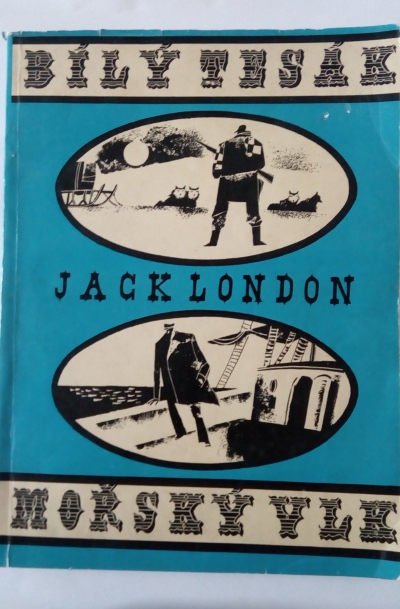 BÍLÝ TESÁK
JACK LONDON
MOŘSKÝ VLK